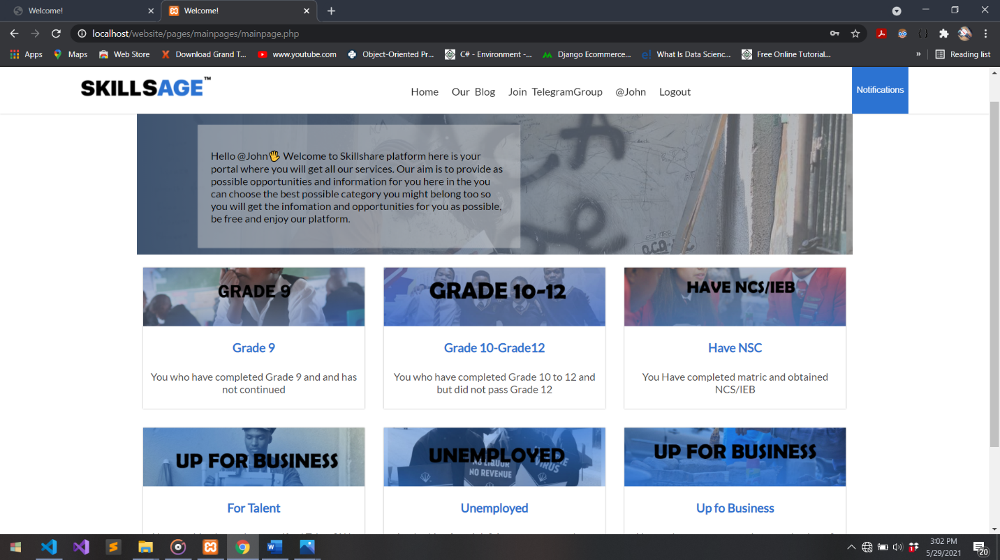 Welcome!
Welcome!
localhost/website/pages/mainpages/mainpage.php
Apps
Maps
Web Store
Download Grand T...
www.youtube.com
Object-Oriented Pr...
C# - Environment -...
Django Ecommerce...
What Is Data Scienc...
Free Online Tutorial...
»
Reading list
SKILLSAGE™
Home
Our Blog
Join TelegramGroup
@John
Logout
Notifications
Hello @John🖐 Welcome to Skillshare platform here is your
portal where you will get all our services. Our aim is to provide as
possible opportunities and information for you here in the you
can choose the best possible category you might belong too so
you will get the infomation and opportunities for you as possible,
be free and enjoy our platform.
GRADE 9
Grade 9
You who have completed Grade 9 and and has
not continued
GRADE 10-12
Grade 10-Grade12
You who have completed Grade 10 to 12 and
but did not pass Grade 12
HAVE NCS/IEB
Have NSC
You Have completed matric and obtained
NCS/IEB
UP FOR BUSINESS
For Talent
UNEMPLOYED
NO LIQUOR
NO REVENUE
VIRUS
Unemployed
UP FOR BUSINESS
Up fo Business
3:02 PM
5/29/2021
20